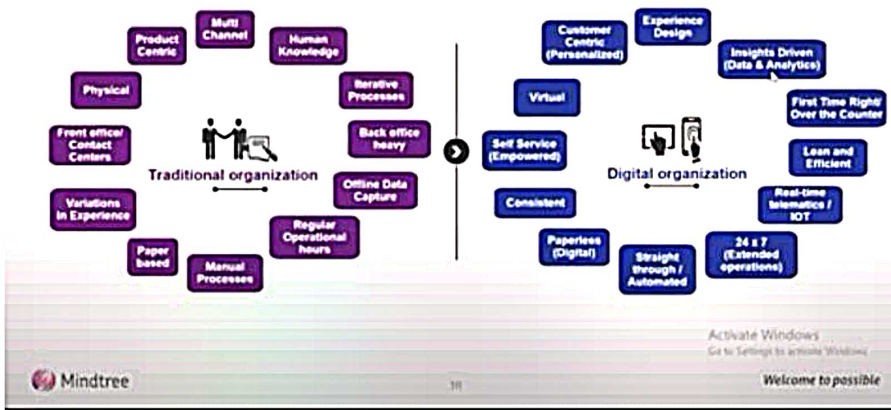 Multi
Channel
Human
Knowledge
Iterative
Processes
Back office
heavy
Offline Data
Capture
Regular
Operational
hours
Manual
Processes
Paper
based
Variations
in Experience
Front office/
Contact
Centers
Physical
Product
Centric
Traditional organization
Experience
Design
Insights Driven
(Data & Analytics)
First Time Right/
Over the Counter
Lean and
Efficient
Real-time
telematics /
IOT
24 x 7
(Extended
operations)
Straight
through /
Automated
Paperless
(Digital)
Consistent
Self Service
(Empowered)
Virtual
Customer
Centric
(Personalized)
Digital organization
Activate Windows
Go to Settings to activate Windows
Mindtree
Welcome to possible